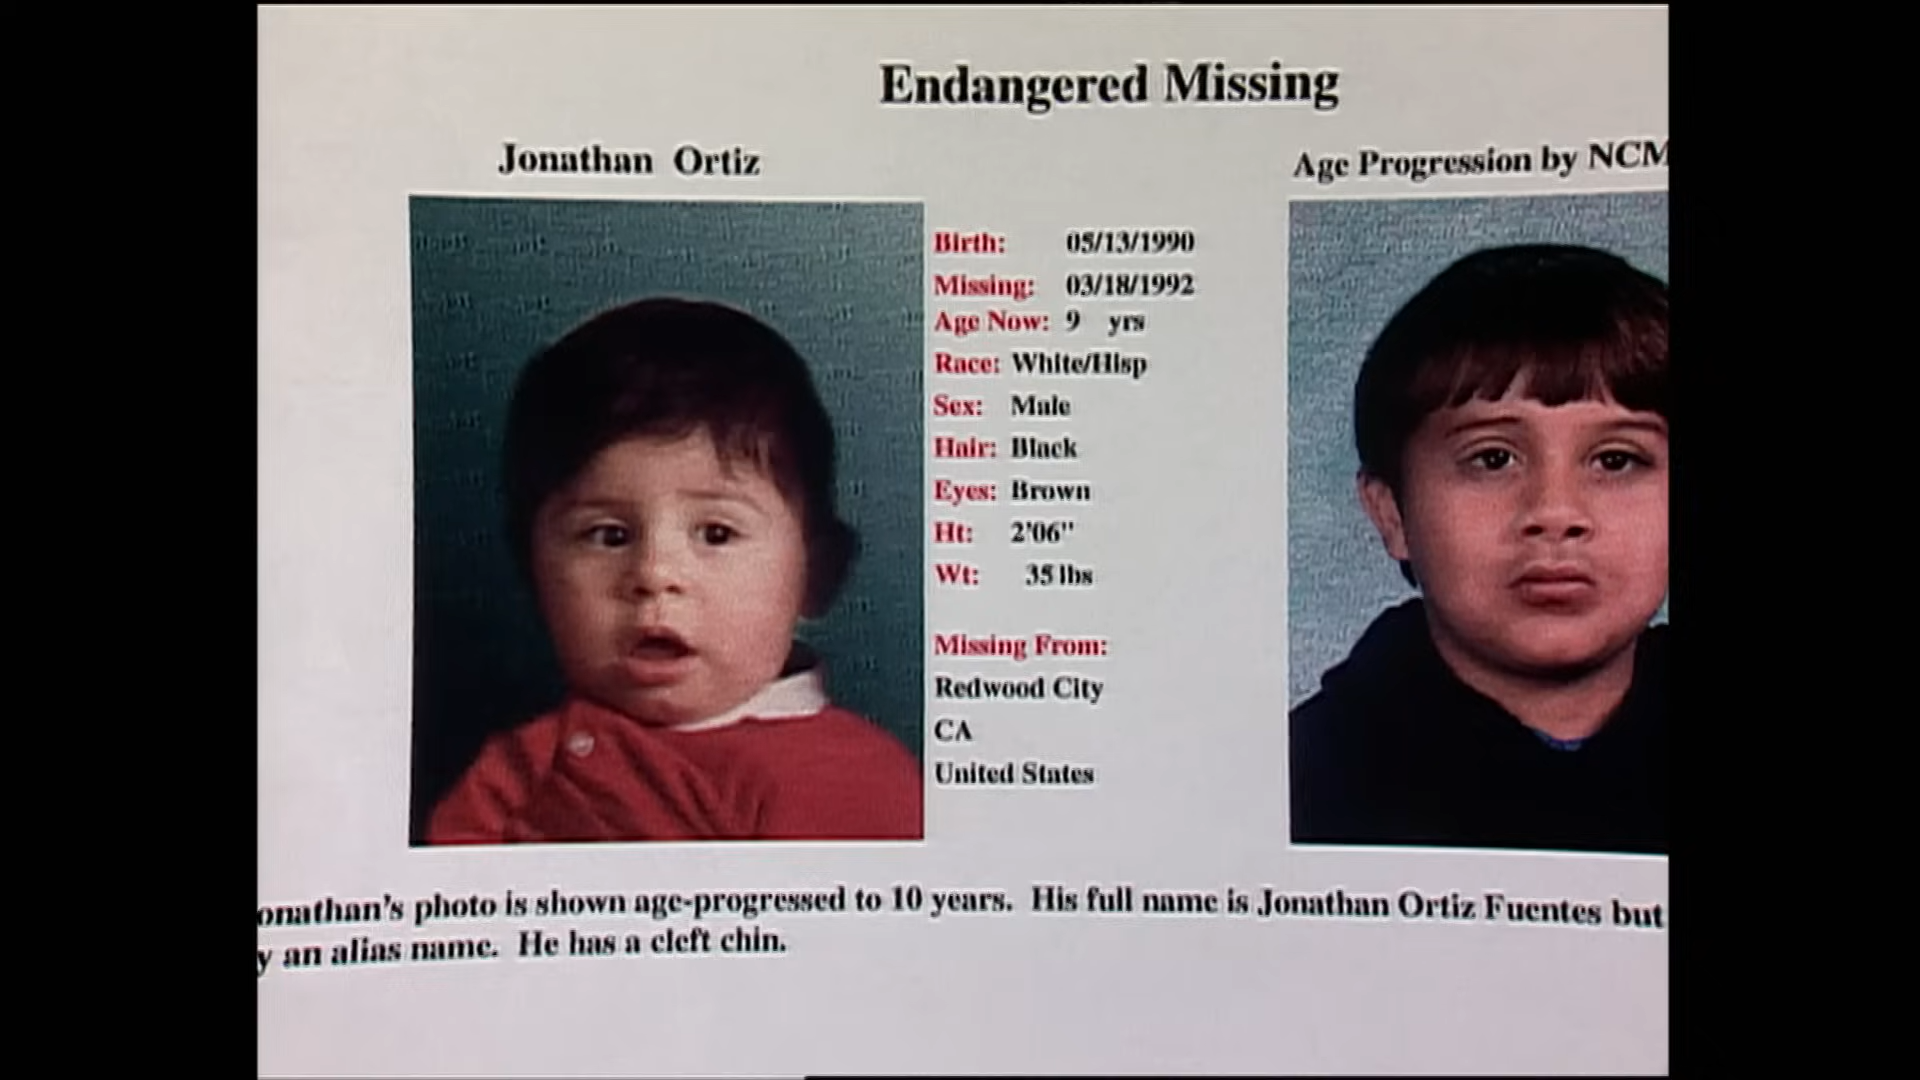 Endangered Missing
Jonathan Ortiz
Age Progression by NCM
Birth: 05/13/1990
Missing: 03/18/1992
Age Now: 9 yrs
Race: White/Hisp
Sex: Male
Hair: Black
Eyes: Brown
Ht: 2'06"
Wt: 35 lbs
Missing From:
Redwood City
CA
United States
onathan's photo is shown age-progressed to 10 years. His full name is Jonathan Ortiz Fuentes but
y an alias name. He has a cleft chin.